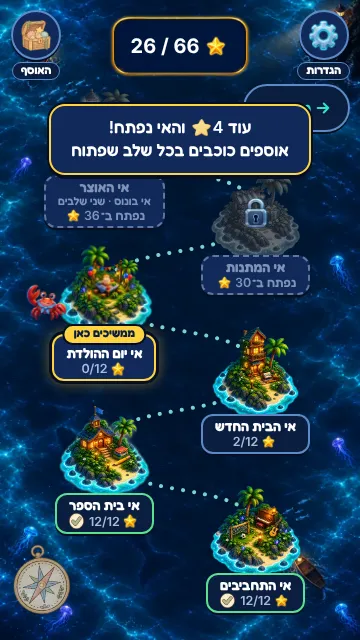 26 / 66
האוסף
הגדרות
עוד 4 והאי נפתח!
אוספים כוכבים בכל שלב שפתוח
אי האוצר
אי בונוס · שני שלבים
נפתח ב־36
אי המתנות
נפתח ב־30
ממשיכים כאן
אי יום ההולדת
0/12
אי הבית החדש
2/12
אי בית הספר
12/12
אי התחביבים
12/12